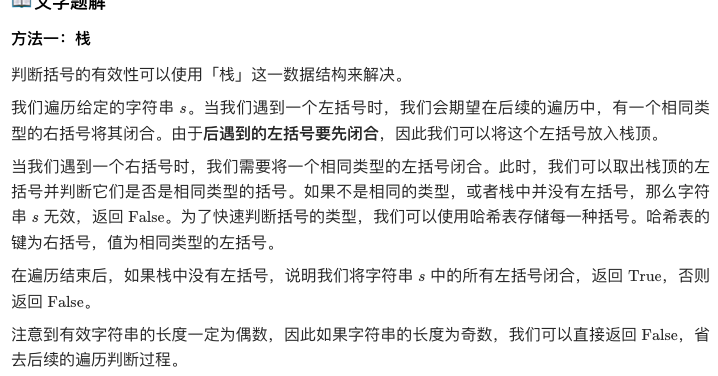 📖文字题解
方法一：栈
判断括号的有效性可以使用「栈」这一数据结构来解决。
我们遍历给定的字符串 s。当我们遇到一个左括号时，我们会期望在后续的遍历中，有一个相同类
型的右括号将其闭合。由于后遇到的左括号要先闭合，因此我们可以将这个左括号放入栈顶。
当我们遇到一个右括号时，我们需要将一个相同类型的左括号闭合。此时，我们可以取出栈顶的左
括号并判断它们是否是相同类型的括号。如果不是相同的类型，或者栈中并没有左括号，那么字符
串 s 无效，返回 False。为了快速判断括号的类型，我们可以使用哈希表存储每一种括号。哈希表的
键为右括号，值为相同类型的左括号。
在遍历结束后，如果栈中没有左括号，说明我们将字符串 s 中的所有左括号闭合，返回 True，否则
返回 False。
注意到有效字符串的长度一定为偶数，因此如果字符串的长度为奇数，我们可以直接返回 False，省
去后续的遍历判断过程。